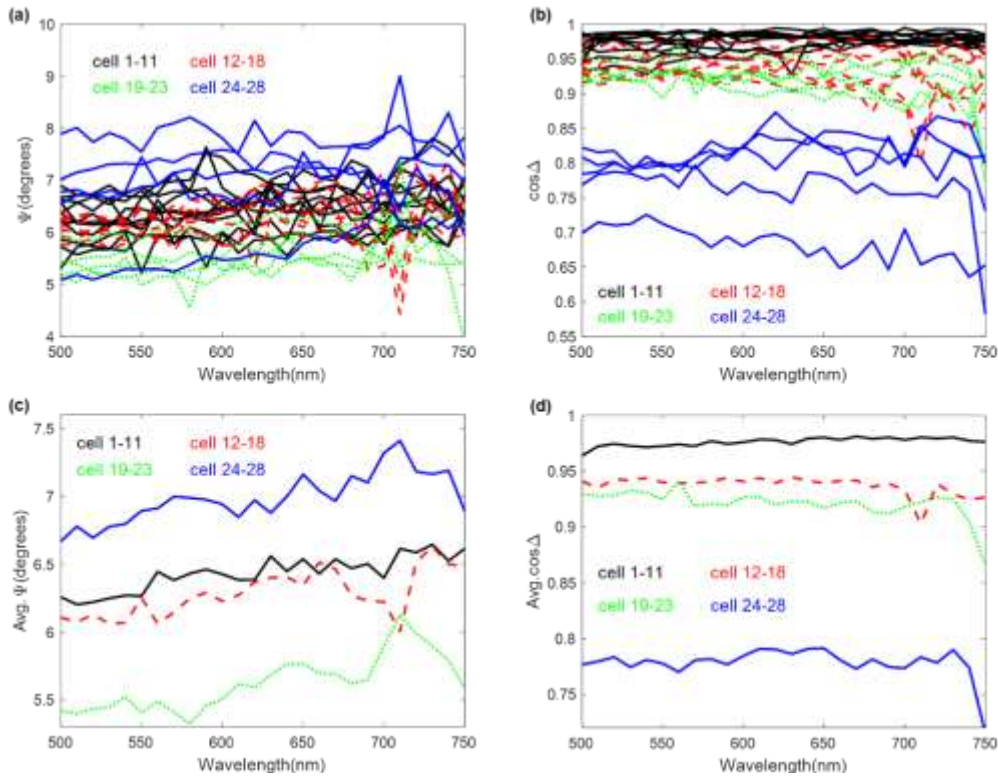 (a)
10
9
8
7
6
5
4
Ψ(degrees)
cell 1-11 cell 12-18
cell 19-23 cell 24-28
500 550 600 650 700 750
Wavelength(nm)
(b)
1
0.95
0.9
0.85
0.8
0.75
0.7
0.65
0.6
0.55
cosΔ
cell 1-11 cell 12-18
cell 19-23 cell 24-28
500 550 600 650 700 750
Wavelength(nm)
(c)
7.5
7
6.5
6
5.5
Avg. Ψ(degrees)
cell 1-11 cell 12-18
cell 19-23 cell 24-28
500 550 600 650 700 750
Wavelength(nm)
(d)
1
0.95
0.9
0.85
0.8
0.75
Avg.cosΔ
cell 1-11 cell 12-18
cell 19-23 cell 24-28
500 550 600 650 700 750
Wavelength(nm)